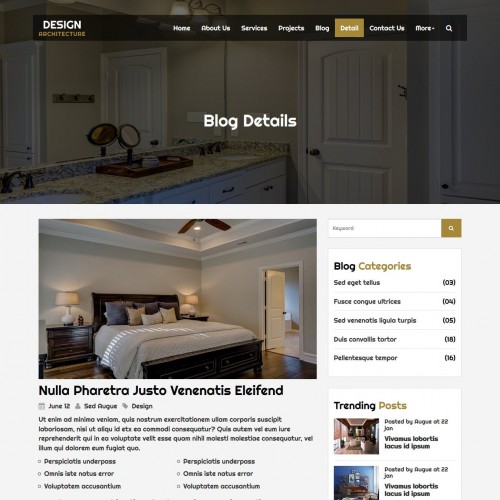 DESIGN
ARCHITECTURE
Home About Us Services Projects Blog Detail Contact Us More
Blog Details
Keyword
Nulla Pharetra Justo Venenatis Eleifend
June 12 Sed Augue Design
Ut enim ad minima veniam, quis nostrum exercitationem ullam corporis suscipit
laboriosam, nisi ut aliquid id etx ea commodi consequatur? Quis autem vel eum iure
reprehenderit qui in ea voluptate velit esse quam nihil molesti molestiae consequatur, vel
illum qui dolorem eum fugiat quo.
Perspiciatis underpass Perspiciatis underpass
Omnis iste natus error Omnis iste natus error
Voluptatem accusantium Voluptatem accusantium
Blog Categories
Sed eget tellus (03)
Fusce congue ultrices (04)
Sed venenatis ligula turpis (05)
Duis convallis tortor (18)
Pellentesque tempor (16)
Trending Posts
Posted by Augue at 22
jan
Vivamus lobortis
lacus id ipsum
Posted by Augue at 22
jan
Vivamus lobortis
lacus id ipsum